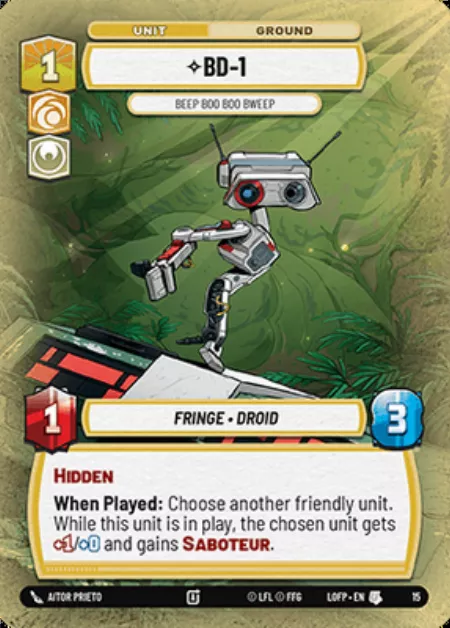 UNIT GROUND
1
✧BD-1
BEEP BOO BOO BWEEP
1
FRINGE • DROID
3
HIDDEN
When Played: Choose another friendly unit.
While this unit is in play, the chosen unit gets
+1/+0 and gains SABOTEUR.
AITOR PRIETO © LFL © FFG LOFP • EN 15